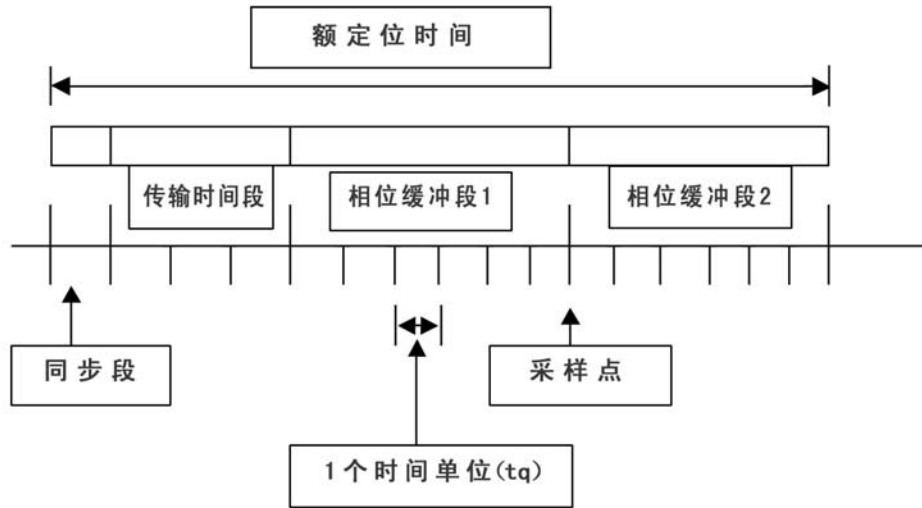 额定位时间
传输时间段
相位缓冲段1
相位缓冲段2
同步段
采样点
1个时间单位(tq)